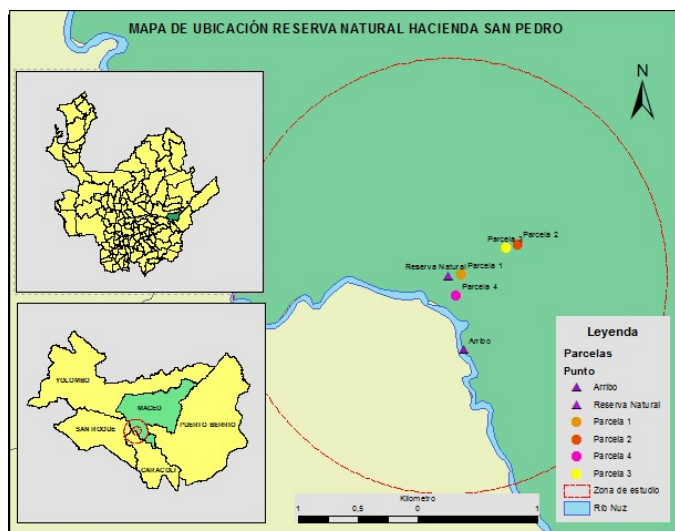 MAPA DE UBICACIÓN RESERVA NATURAL HACIENDA SAN PEDRO
N
Parcela 3
Parcela 2
Reserva Natural
Parcela 1
Parcela 4
Arribo
YOLOMBO
MACEO
SAN ROQUE
PUERTO BERRIO
CARACOLI
Leyenda
Parcelas
Punto
Arribo
Reserva Natural
Parcela 1
Parcela 2
Parcela 4
Parcela 3
Zona de estudio
Río Nuz
Kilometro
1 0,5 0 1